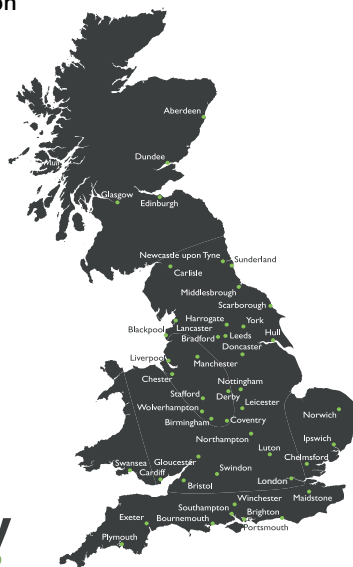 on
Aberdeen
Dundee
Mull
Glasgow
Edinburgh
Newcastle upon Tyne
Sunderland
Carlisle
Middlesbrough
Scarborough
Harrogate
York
Blackpool
Lancaster
Leeds
Hull
Bradford
Doncaster
Liverpool
Manchester
Chester
Nottingham
Stafford
Derby
Wolverhampton
Leicester
Norwich
Birmingham
Coventry
Northampton
Ipswich
Luton
Chelmsford
Swansea
Gloucester
Cardiff
Swindon
London
Bristol
Maidstone
Winchester
Southampton
Exeter
Bournemouth
Brighton
Portsmouth
Plymouth
y